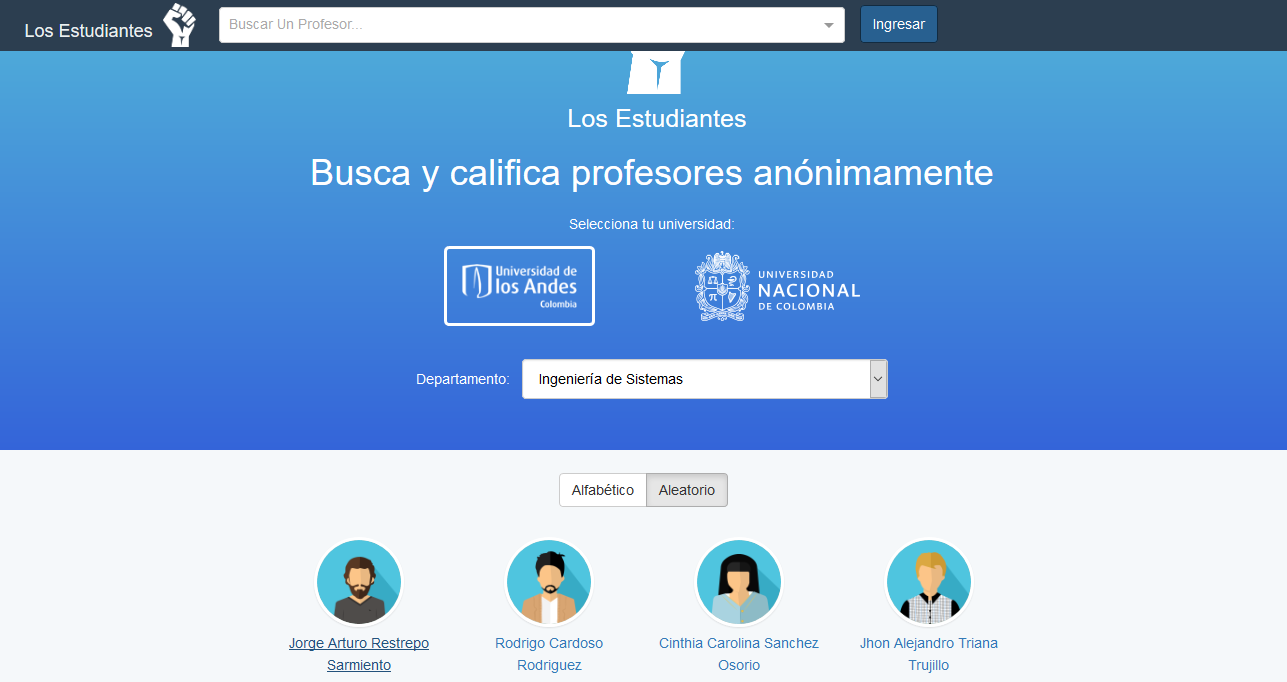 Los Estudiantes
Buscar Un Profesor...
Ingresar
Los Estudiantes
Busca y califica profesores anónimamente
Selecciona tu universidad:
Universidad de
los Andes
Colombia
UNIVERSIDAD
NACIONAL
DE COLOMBIA
Departamento:
Ingeniería de Sistemas
Alfabético
Aleatorio
Jorge Arturo Restrepo
Sarmiento
Rodrigo Cardoso
Rodriguez
Cinthia Carolina Sanchez
Osorio
Jhon Alejandro Triana
Trujillo